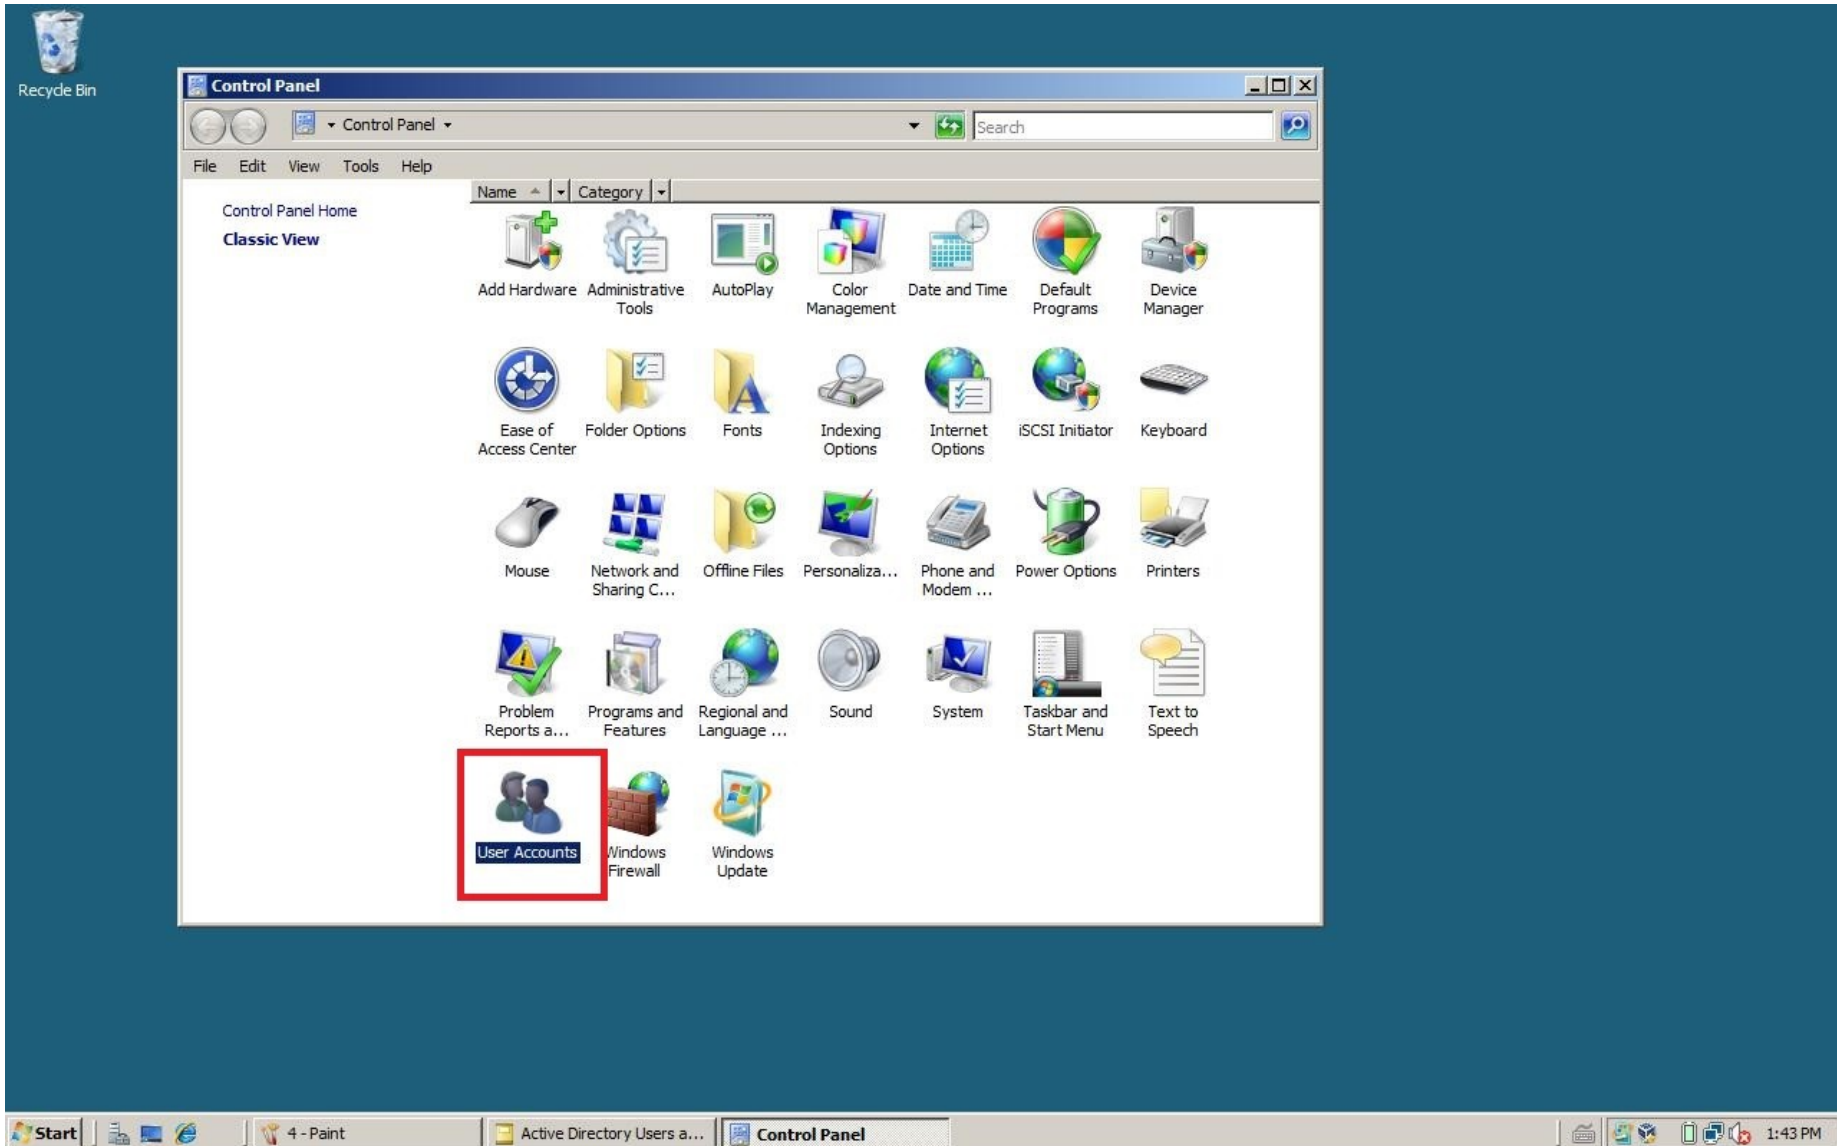 Recycle Bin
Control Panel
Control Panel
Search
File Edit View Tools Help
Name Category
Control Panel Home
Classic View
Add Hardware
Administrative
Tools
AutoPlay
Color
Management
Date and Time
Default
Programs
Device
Manager
Ease of
Access Center
Folder Options
Fonts
Indexing
Options
Internet
Options
iSCSI Initiator
Keyboard
Mouse
Network and
Sharing C...
Offline Files
Personaliza...
Phone and
Modem ...
Power Options
Printers
Problem
Reports a...
Programs and
Features
Regional and
Language ...
Sound
System
Taskbar and
Start Menu
Text to
Speech
User Accounts
Windows
Firewall
Windows
Update
Start
4 - Paint
Active Directory Users a...
Control Panel
1:43 PM